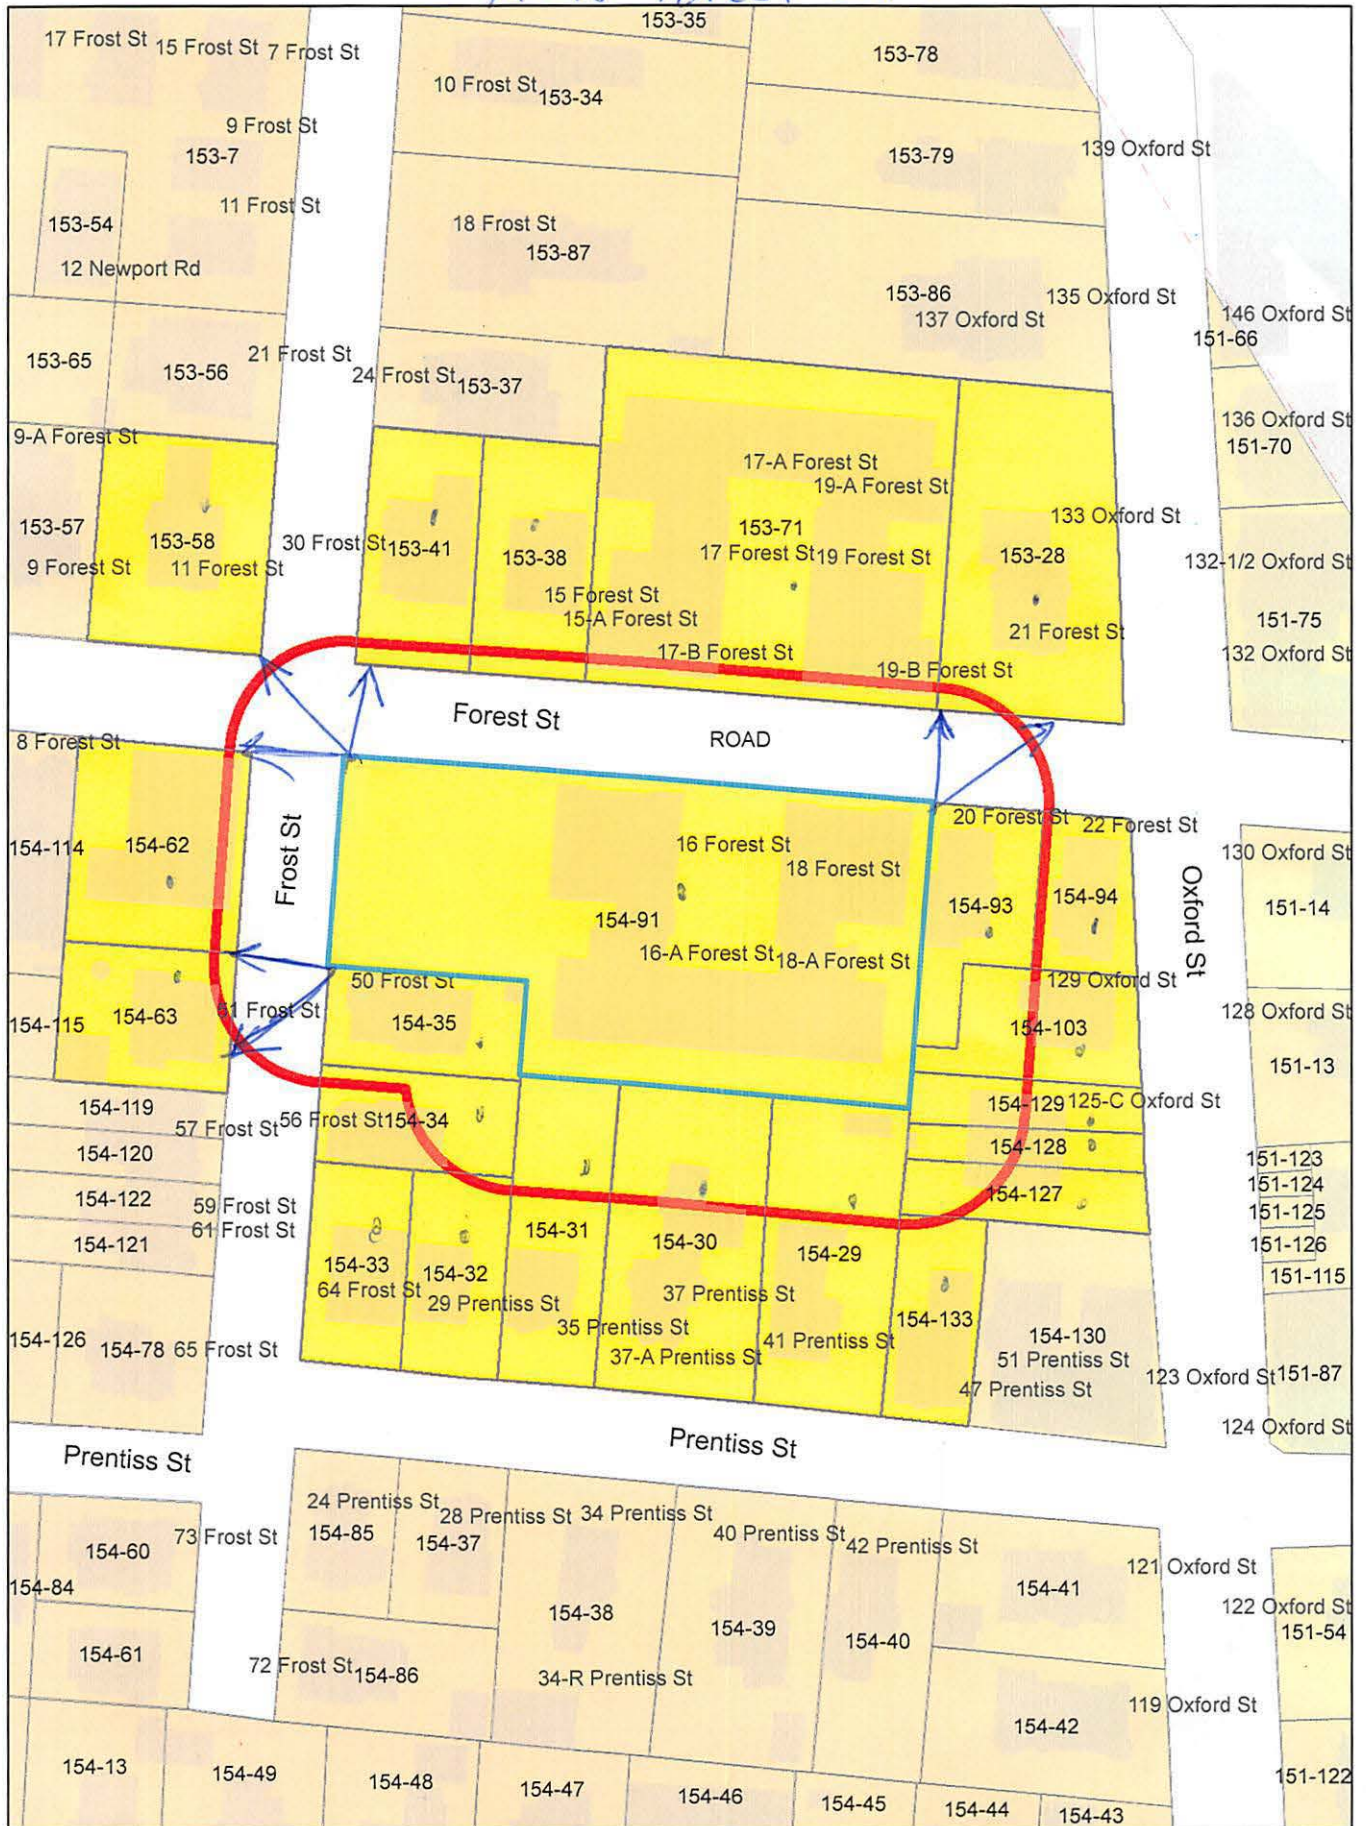 153-35
17 Frost St 15 Frost St 7 Frost St
153-78
10 Frost St 153-34
9 Frost St
153-7
139 Oxford St
153-79
11 Frost St
153-54
18 Frost St
153-87
12 Newport Rd
153-86
135 Oxford St
137 Oxford St
146 Oxford St
151-66
21 Frost St
153-65
153-56
24 Frost St 153-37
136 Oxford St
151-70
9-A Forest St
17-A Forest St
19-A Forest St
153-57
153-58
30 Frost St 153-41
153-38
153-71
133 Oxford St
17 Forest St 19 Forest St
153-28
132-1/2 Oxford St
9 Forest St
11 Forest St
15 Forest St
15-A Forest St
151-75
21 Forest St
17-B Forest St
132 Oxford St
19-B Forest St
Forest St
ROAD
8 Forest St
20 Forest St
22 Forest St
154-114
154-62
Frost St
16 Forest St
18 Forest St
130 Oxford St
154-91
154-93
154-94
Oxford St
151-14
16-A Forest St 18-A Forest St
50 Frost St
129 Oxford St
154-115
154-63
51 Frost St
154-35
154-103
128 Oxford St
151-13
154-119
57 Frost St 56 Frost St 154-34
154-129 125-C Oxford St
154-120
154-128
151-123
154-122
59 Frost St
154-127
151-124
151-125
61 Frost St
154-121
154-31
154-30
154-29
151-126
154-33
154-32
151-115
64 Frost St
29 Prentiss St
37 Prentiss St
154-133
154-126
154-78 65 Frost St
35 Prentiss St
41 Prentiss St
154-130
37-A Prentiss St
51 Prentiss St
47 Prentiss St
123 Oxford St 151-87
124 Oxford St
Prentiss St
Prentiss St
24 Prentiss St
28 Prentiss St
34 Prentiss St
40 Prentiss St
42 Prentiss St
73 Frost St
154-85
154-37
154-60
121 Oxford St
154-84
154-41
122 Oxford St
154-38
154-39
154-40
151-54
154-61
72 Frost St 154-86
34-R Prentiss St
119 Oxford St
154-42
154-13
154-49
154-48
154-47
154-46
154-45
154-44
154-43
151-122